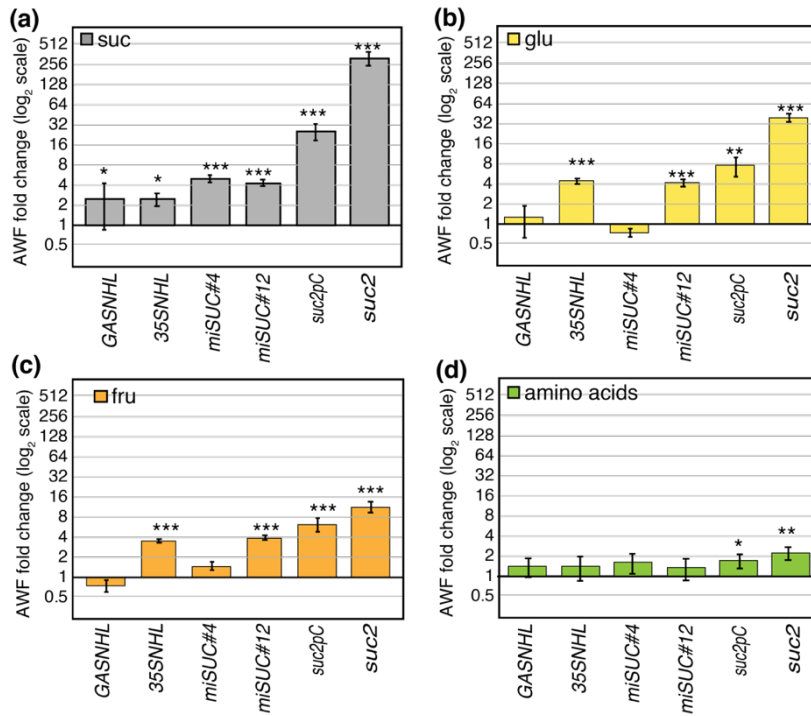 (a)
AWF fold change (log₂ scale)
512
256
128
64
32
16
8
4
2
1
0.5
suc
*
*
***
***
***
***
GASNHL
35SNHL
miSUC#4
miSUC#12
suc2pC
suc2
(b)
AWF fold change (log₂ scale)
512
256
128
64
32
16
8
4
2
1
0.5
glu
***
***
**
***
GASNHL
35SNHL
miSUC#4
miSUC#12
suc2pC
suc2
(c)
AWF fold change (log₂ scale)
512
256
128
64
32
16
8
4
2
1
0.5
fru
***
***
***
***
GASNHL
35SNHL
miSUC#4
miSUC#12
suc2pC
suc2
(d)
AWF fold change (log₂ scale)
512
256
128
64
32
16
8
4
2
1
0.5
amino acids
*
**
GASNHL
35SNHL
miSUC#4
miSUC#12
suc2pC
suc2